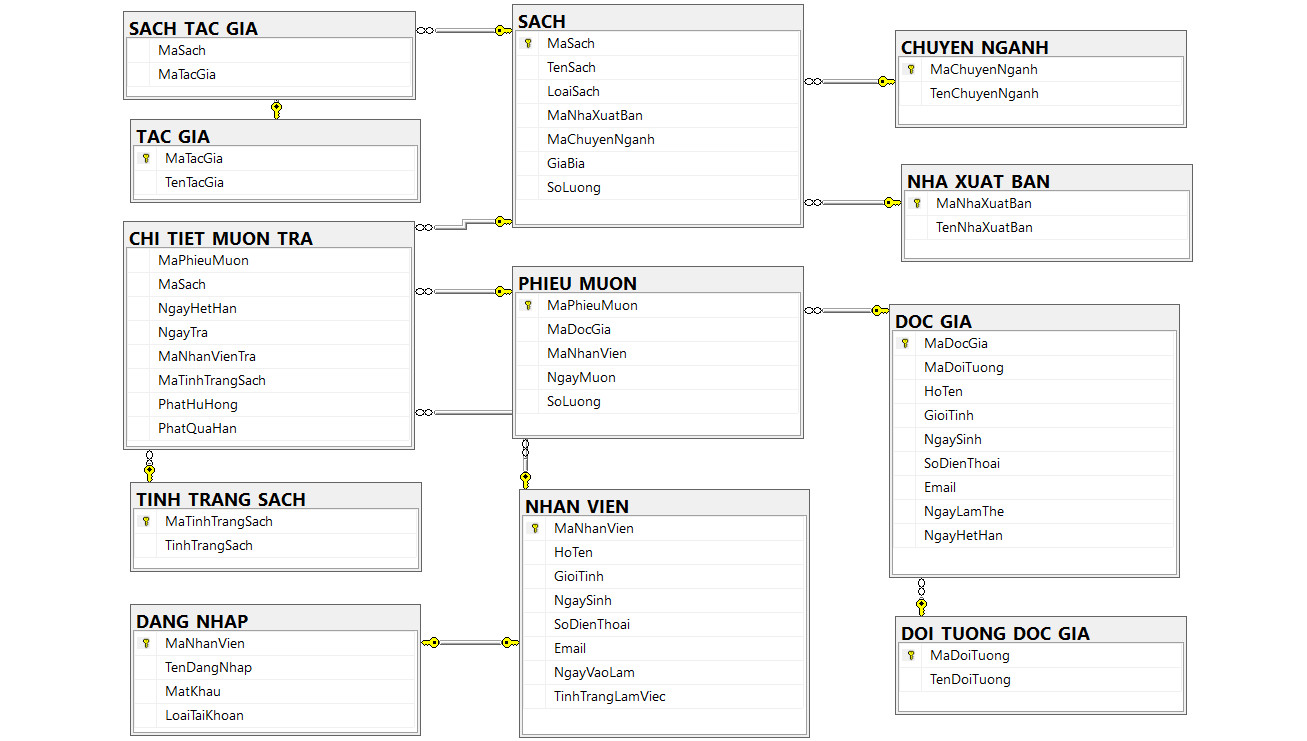 SACH TAC GIA
MaSach
MaTacGia
TAC GIA
MaTacGia
TenTacGia
CHI TIET MUON TRA
MaPhieuMuon
MaSach
NgayHetHan
NgayTra
MaNhanVienTra
MaTinhTrangSach
PhatHuHong
PhatQuaHan
TINH TRANG SACH
MaTinhTrangSach
TinhTrangSach
DANG NHAP
MaNhanVien
TenDangNhap
MatKhau
LoaiTaiKhoan
SACH
MaSach
TenSach
LoaiSach
MaNhaXuatBan
MaChuyenNganh
GiaBia
SoLuong
PHIEU MUON
MaPhieuMuon
MaDocGia
MaNhanVien
NgayMuon
SoLuong
NHAN VIEN
MaNhanVien
HoTen
GioiTinh
NgaySinh
SoDienThoai
Email
NgayVaoLam
TinhTrangLamViec
CHUYEN NGANH
MaChuyenNganh
TenChuyenNganh
NHA XUAT BAN
MaNhaXuatBan
TenNhaXuatBan
DOC GIA
MaDocGia
MaDoiTuong
HoTen
GioiTinh
NgaySinh
SoDienThoai
Email
NgayLamThe
NgayHetHan
DOI TUONG DOC GIA
MaDoiTuong
TenDoiTuong